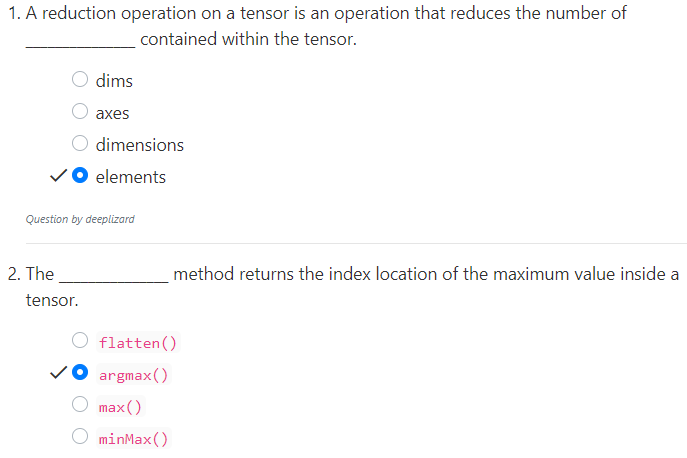 1. A reduction operation on a tensor is an operation that reduces the number of
______________ contained within the tensor.
dims
axes
dimensions
elements
Question by deeplizard
2. The ______________ method returns the index location of the maximum value inside a
tensor.
flatten()
argmax()
max()
minMax()